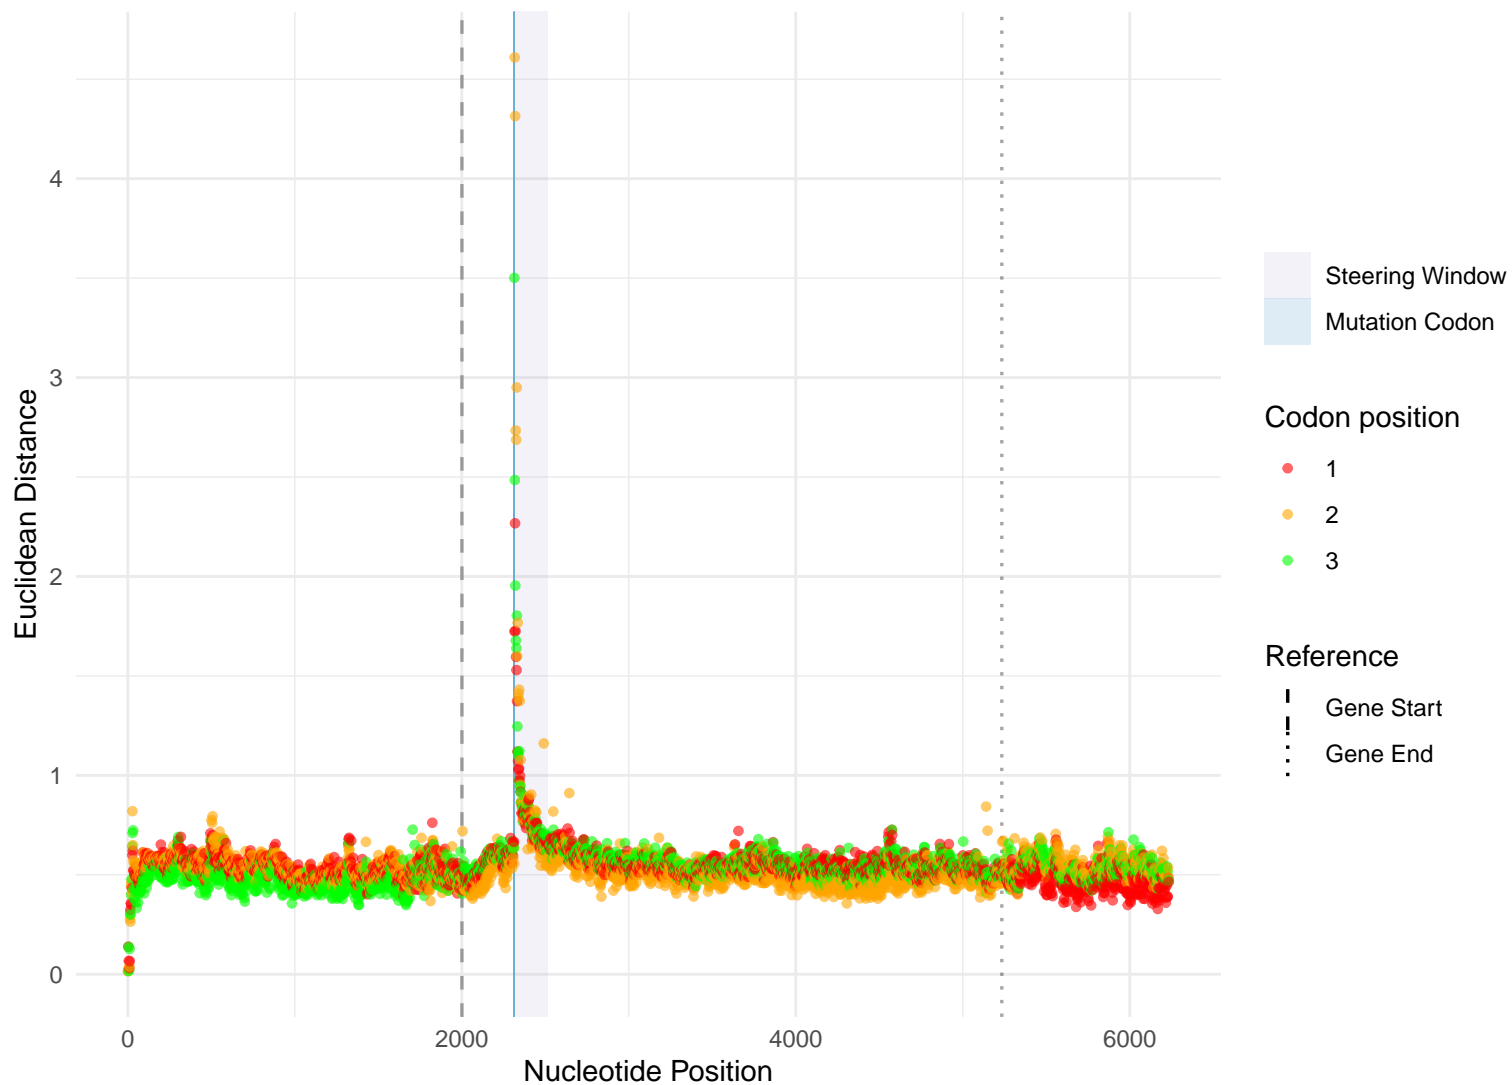 4
3
2
1
0
Euclidean Distance
0
2000
4000
6000
Nucleotide Position
Steering Window
Mutation Codon
Codon position
1
2
3
Reference
Gene Start
Gene End